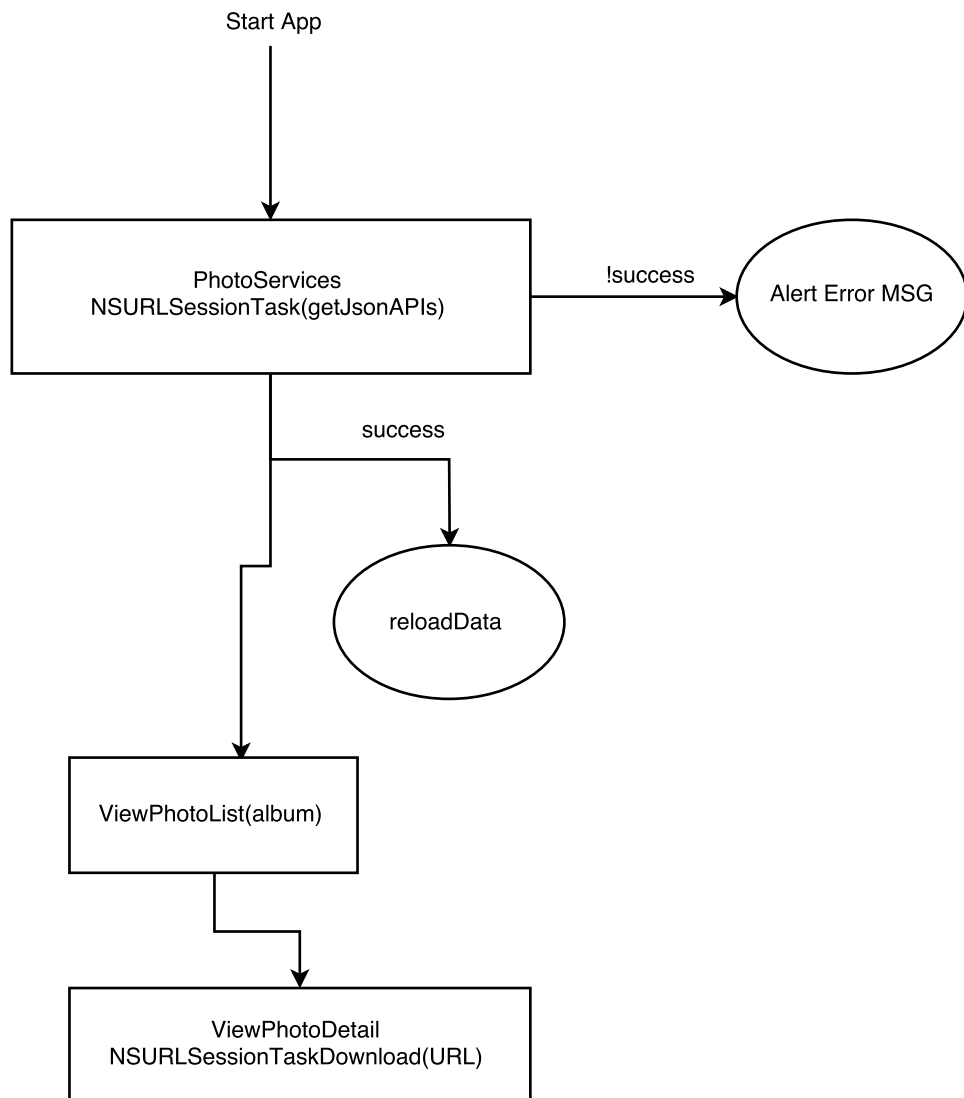 Start App
PhotoServices
NSURLSessionTask(getJsonAPIs)
!success
Alert Error MSG
success
reloadData
ViewPhotoList(album)
ViewPhotoDetail
NSURLSessionTaskDownload(URL)